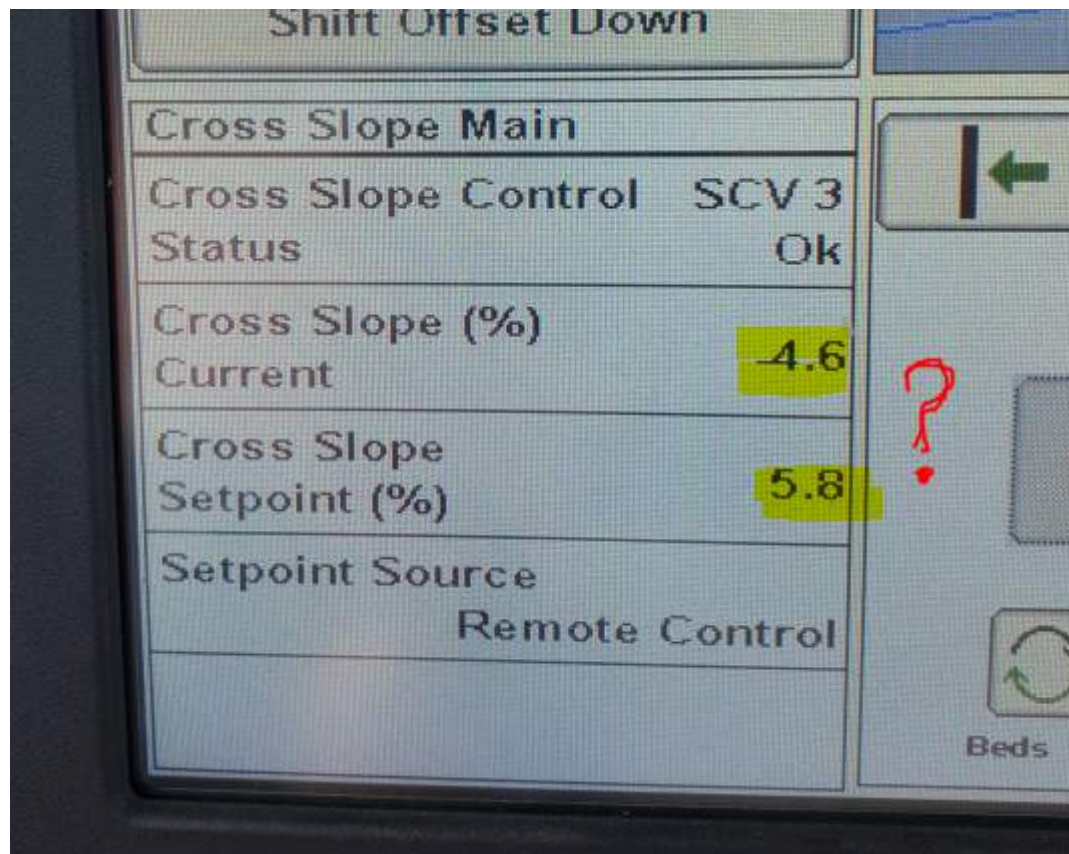 Shift Offset Down
Cross Slope Main
Cross Slope Control SCV 3
Status Ok
Cross Slope (%)
Current -4.6
Cross Slope
Setpoint (%) 5.8
Setpoint Source
Remote Control
?
Beds